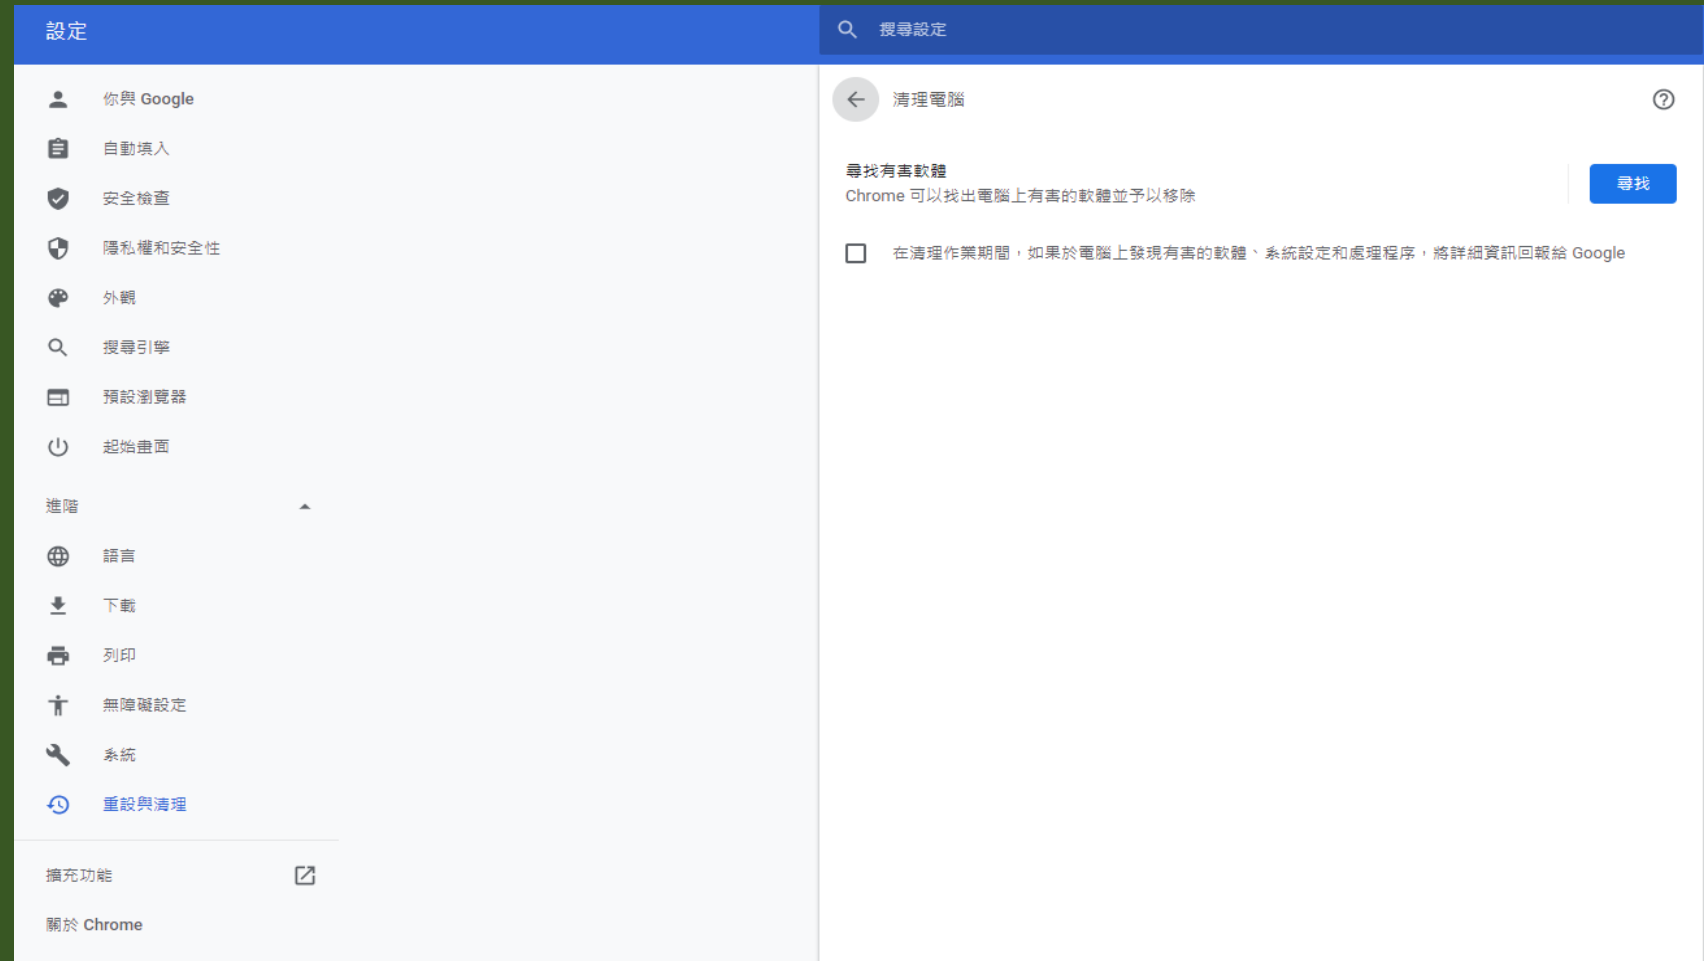 設定
搜尋設定
你與 Google
自動填入
安全檢查
隱私權和安全性
外觀
搜尋引擎
預設瀏覽器
起始畫面
進階
語言
下載
列印
無障礙設定
系統
重設與清理
擴充功能
關於 Chrome
清理電腦
尋找有害軟體
Chrome 可以找出電腦上有害的軟體並予以移除
尋找
在清理作業期間，如果於電腦上發現有害的軟體、系統設定和處理程序，將詳細資訊回報給 Google